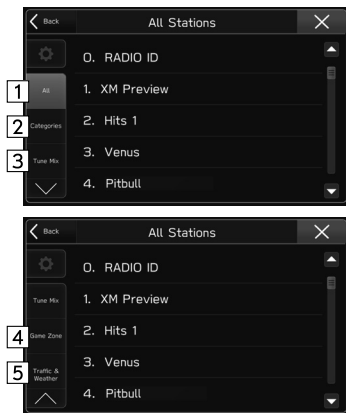 Back
All Stations
0. RADIO ID
1
All
1. XM Preview
2
Categories
2. Hits 1
3
Tune Mix
3. Venus
4. Pitbull
Back
All Stations
0. RADIO ID
Tune Mix
1. XM Preview
4
Game Zone
2. Hits 1
5
Traffic &
Weather
3. Venus
4. Pitbull